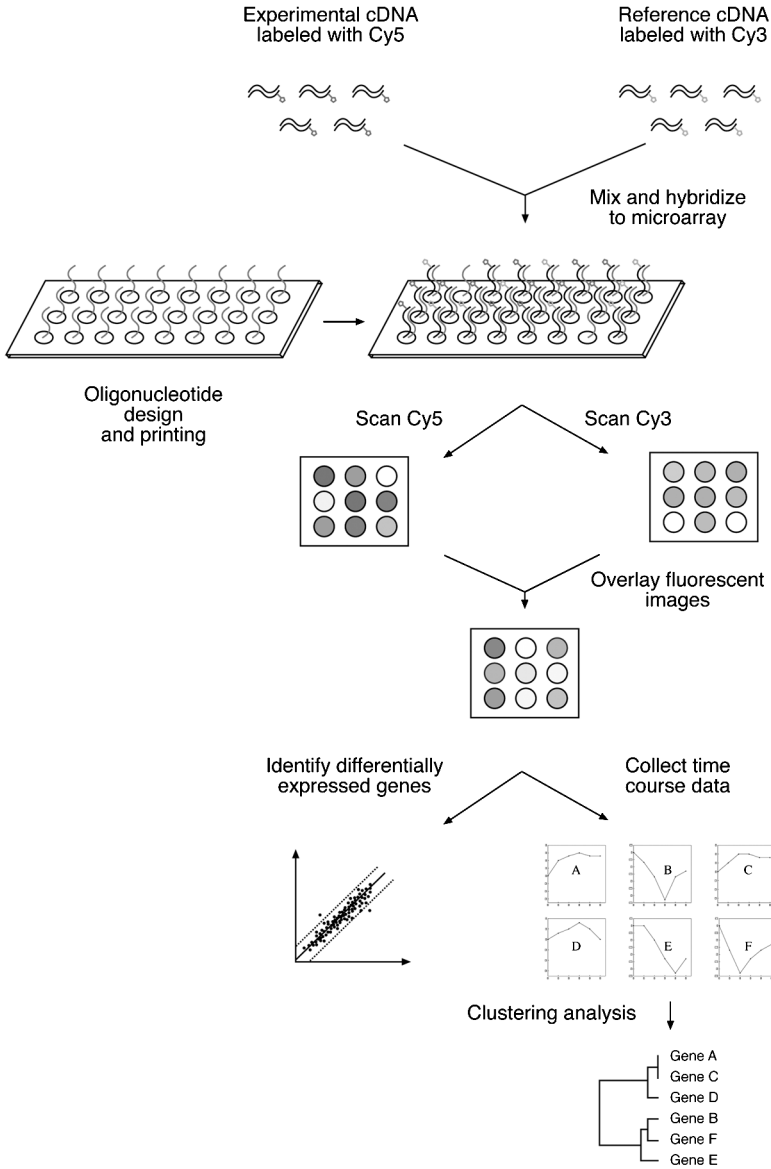 Experimental cDNA
labeled with Cy5
Reference cDNA
labeled with Cy3
Mix and hybridize
to microarray
Oligonucleotide
design
and printing
Scan Cy5
Scan Cy3
Overlay fluorescent
images
Identify differentially
expressed genes
Collect time
course data
A
B
C
D
E
F
Clustering analysis
Gene A
Gene C
Gene D
Gene B
Gene F
Gene E